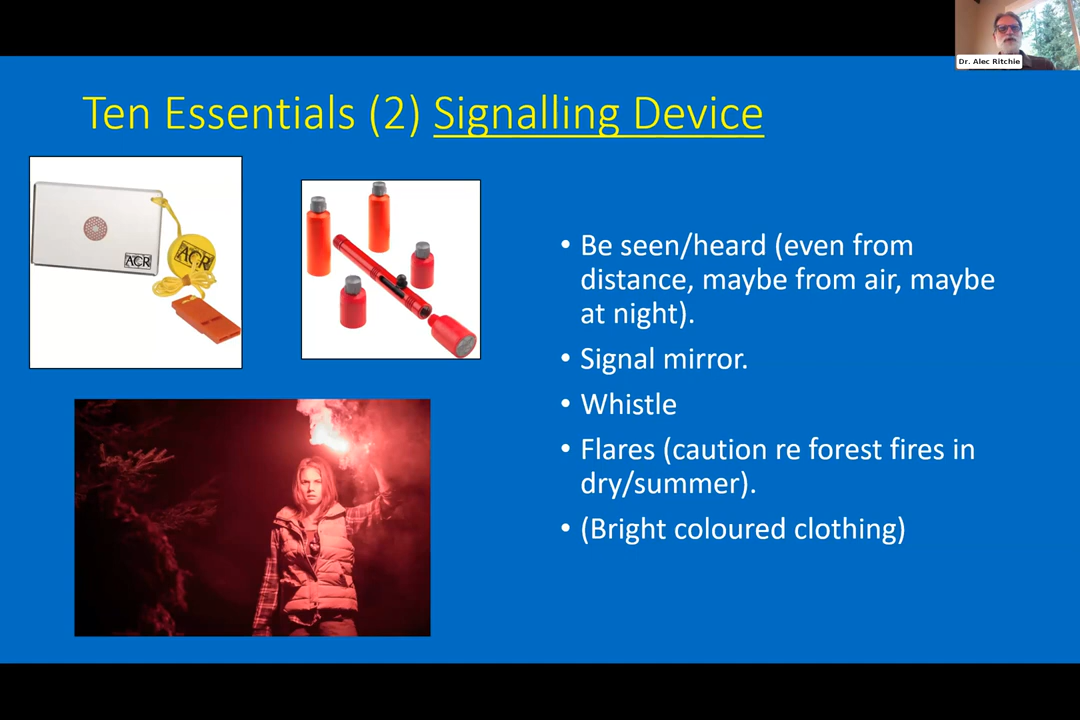 Dr. Alec Ritchie
Ten Essentials (2) Signalling Device
ACR
ACR
• Be seen/heard (even from
distance, maybe from air, maybe
at night).
• Signal mirror.
• Whistle
• Flares (caution re forest fires in
dry/summer).
• (Bright coloured clothing)